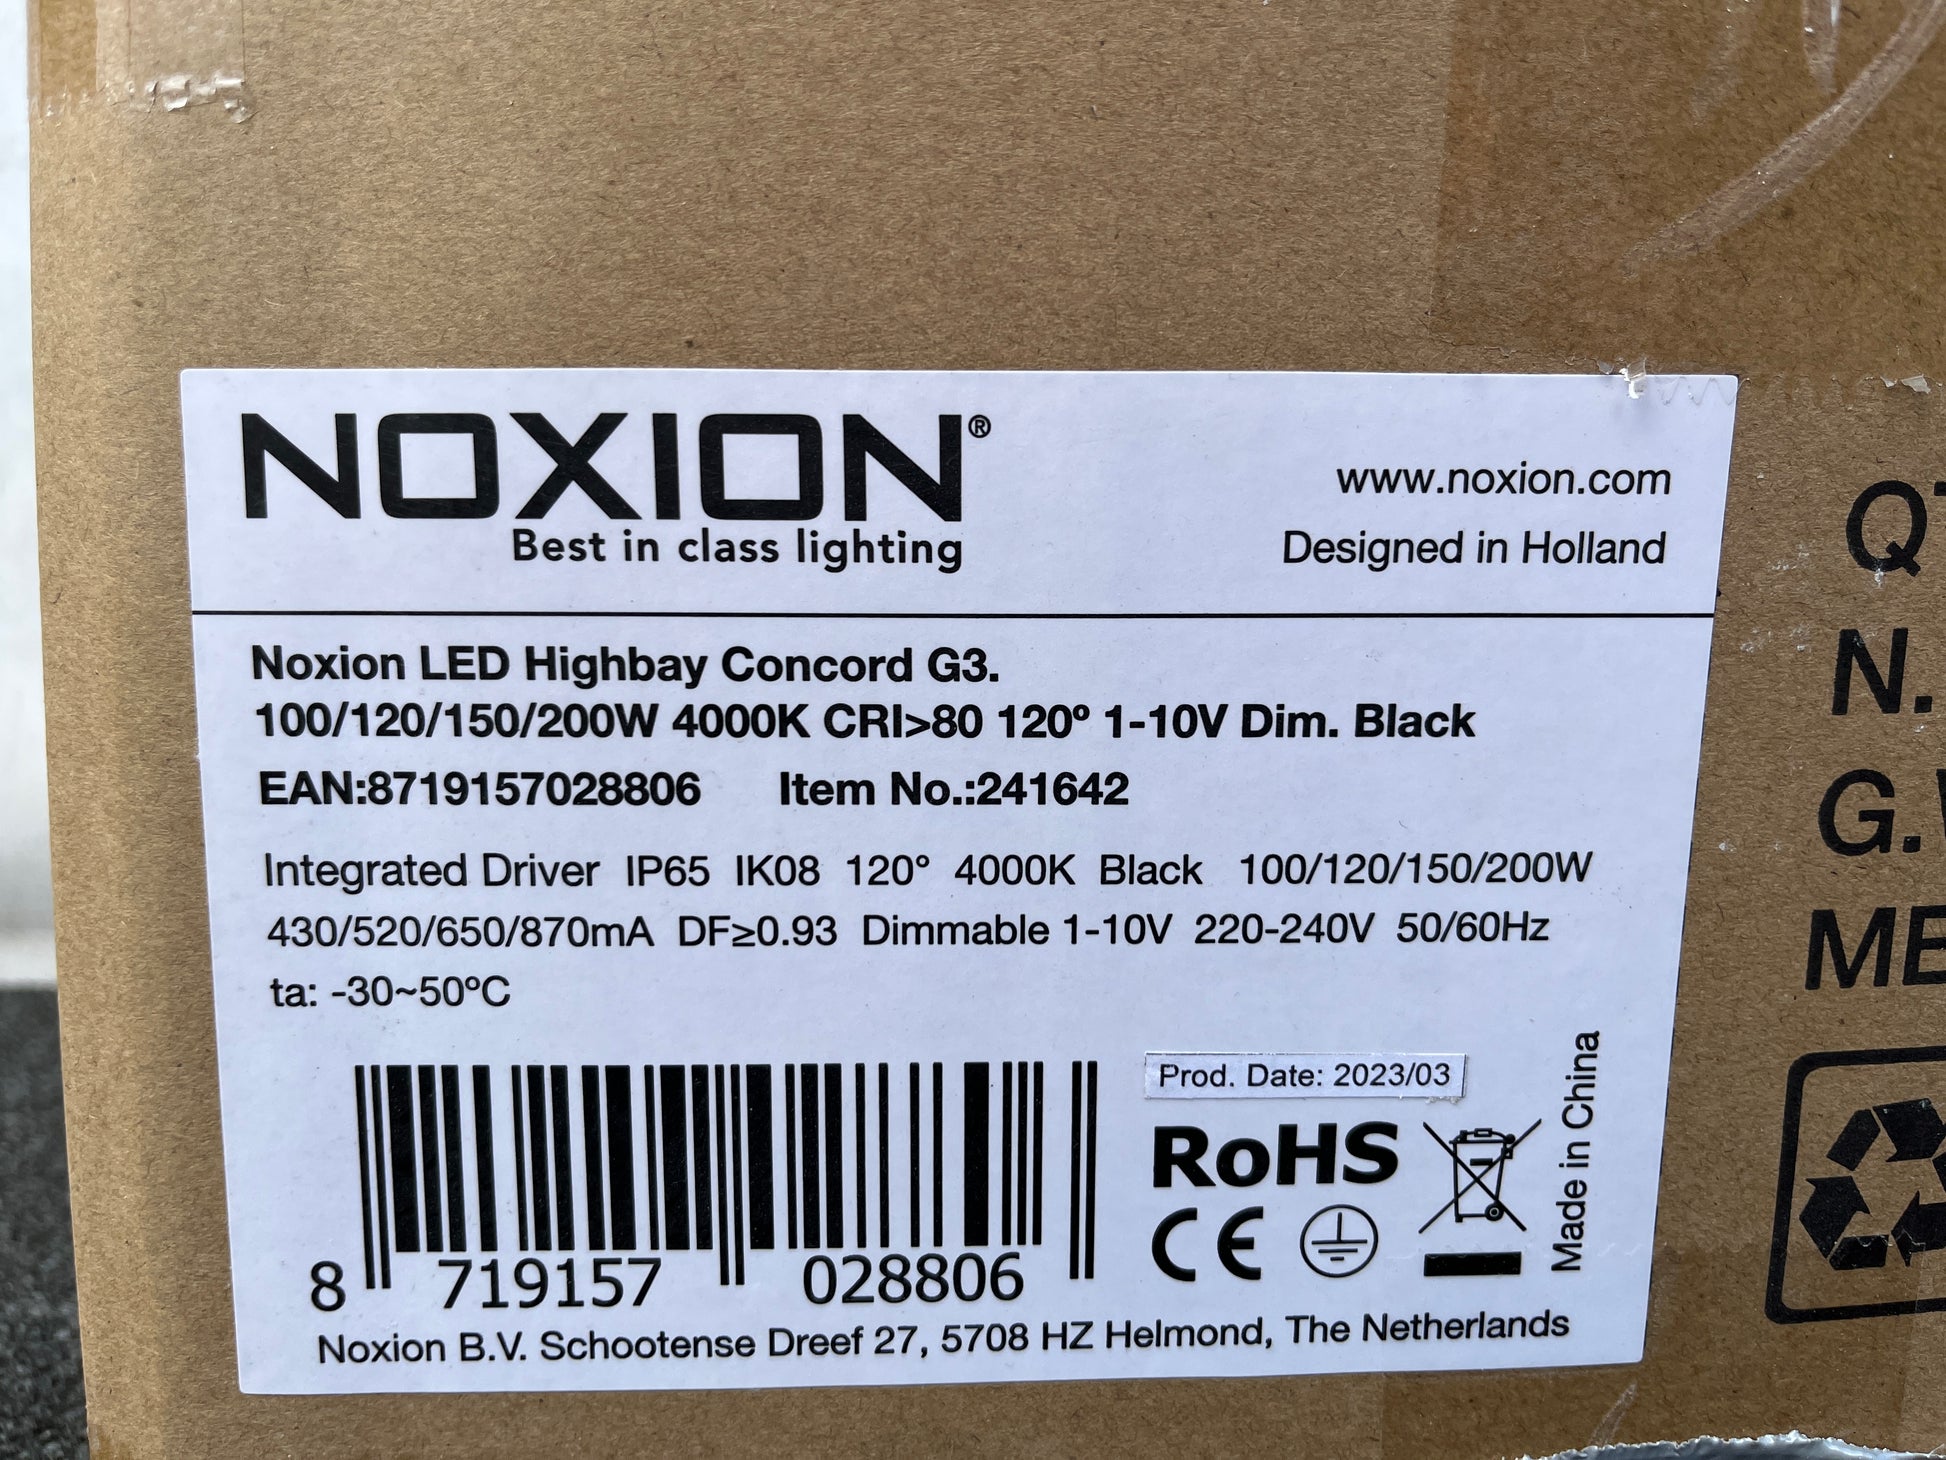 NOXION®
Best in class lighting
www.noxion.com
Designed in Holland
Noxion LED Highbay Concord G3.
100/120/150/200W 4000K CRI>80 120º 1-10V Dim. Black
EAN:8719157028806 Item No.:241642
Integrated Driver IP65 IK08 120° 4000K Black 100/120/150/200W
430/520/650/870mA DF≥0.93 Dimmable 1-10V 220-240V 50/60Hz
ta: -30~50ºC
Prod. Date: 2023/03
RoHS
CE
Made in China
8 719157 028806
Noxion B.V. Schootense Dreef 27, 5708 HZ Helmond, The Netherlands
N.